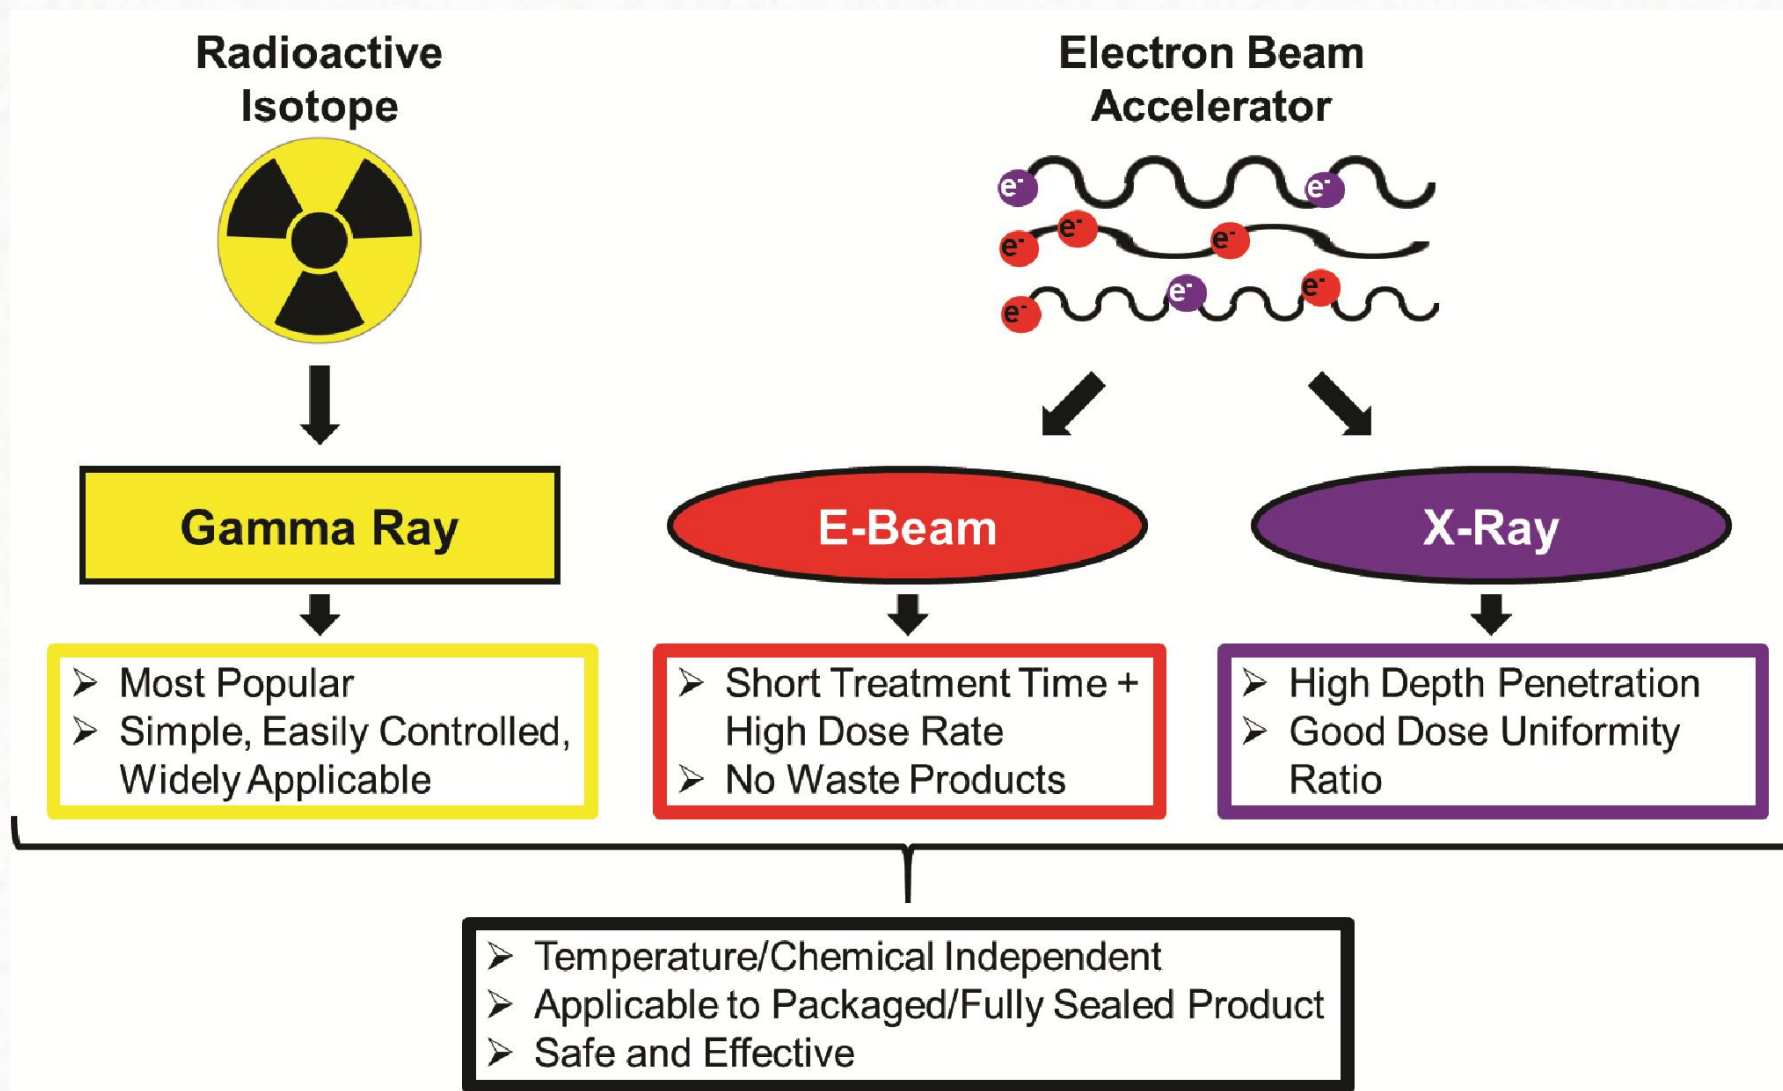 Radioactive
Isotope
Electron Beam
Accelerator
e-
e-
e-
e-
e-
e-
e-
e-
Gamma Ray
E-Beam
X-Ray
➢ Most Popular
➢ Simple, Easily Controlled,
Widely Applicable
➢ Short Treatment Time +
High Dose Rate
➢ No Waste Products
➢ High Depth Penetration
➢ Good Dose Uniformity
Ratio
➢ Temperature/Chemical Independent
➢ Applicable to Packaged/Fully Sealed Product
➢ Safe and Effective